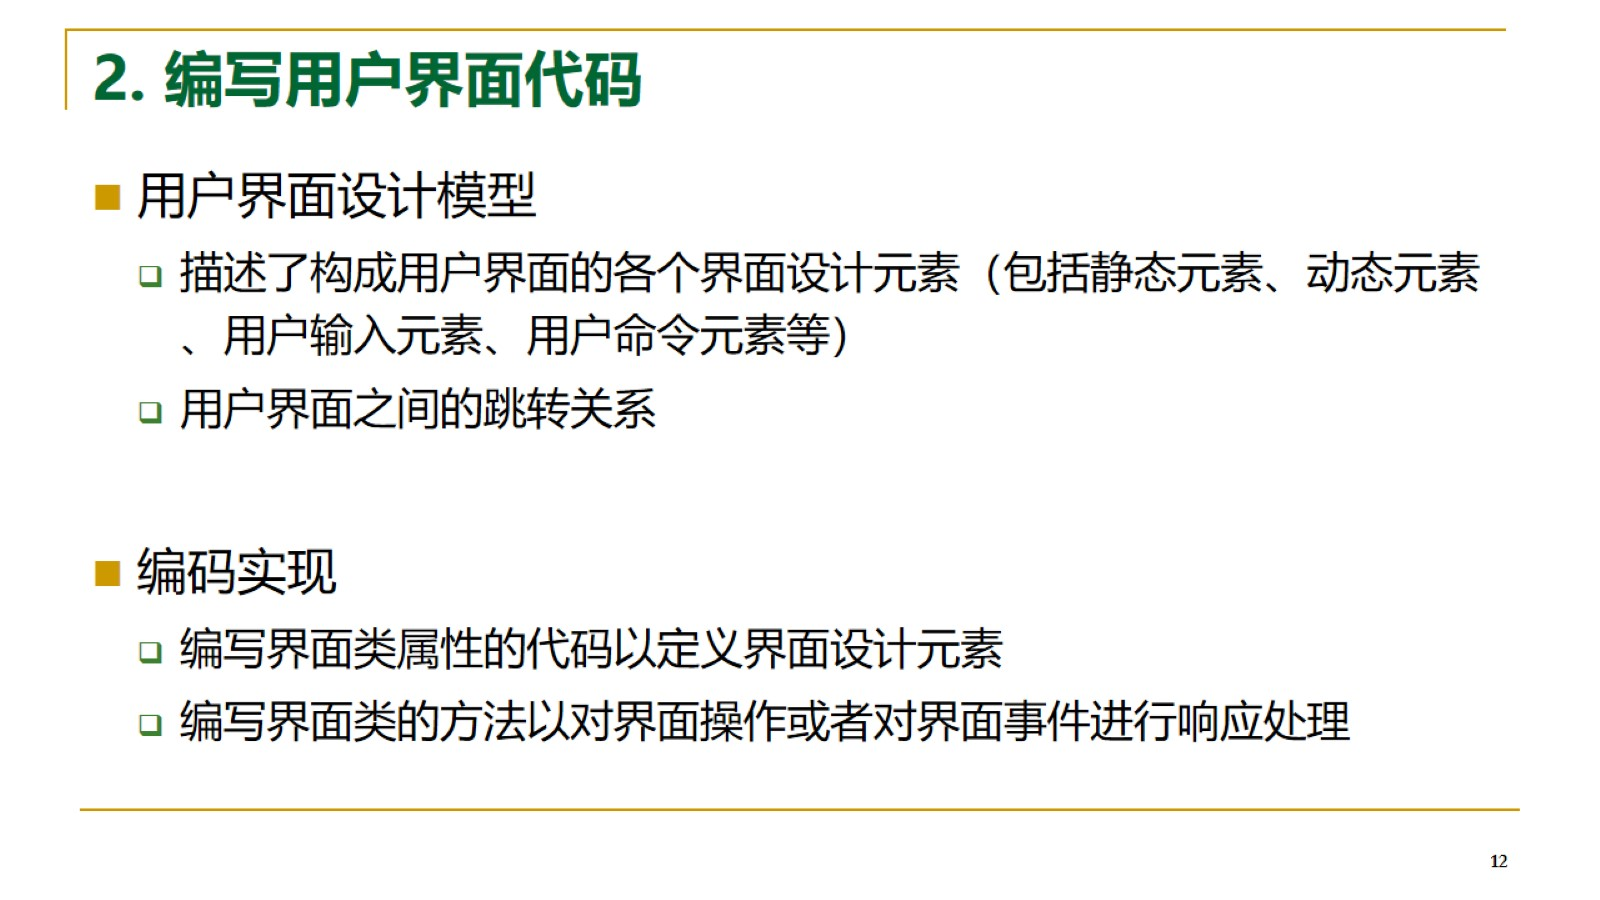 2. 编写用户界面代码
用户界面设计模型
描述了构成用户界面的各个界面设计元素（包括静态元素、动态元素
、用户输入元素、用户命令元素等）
用户界面之间的跳转关系
编码实现
编写界面类属性的代码以定义界面设计元素
编写界面类的方法以对界面操作或者对界面事件进行响应处理
12